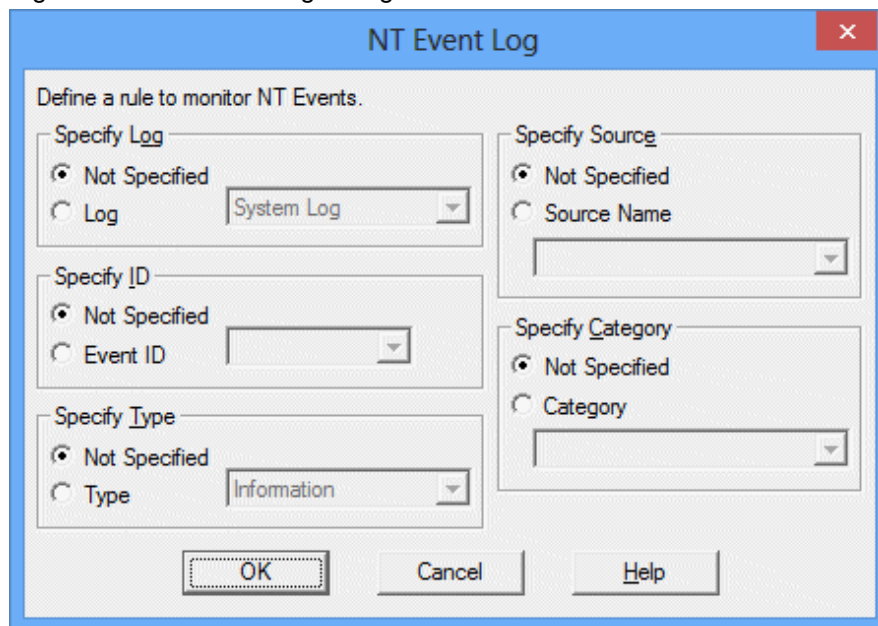 NT Event Log
Define a rule to monitor NT Events.
Specify Log
Not Specified
Log
System Log
Specify ID
Not Specified
Event ID
Specify Type
Not Specified
Type
Information
Specify Source
Not Specified
Source Name
Specify Category
Not Specified
Category
OK
Cancel
Help